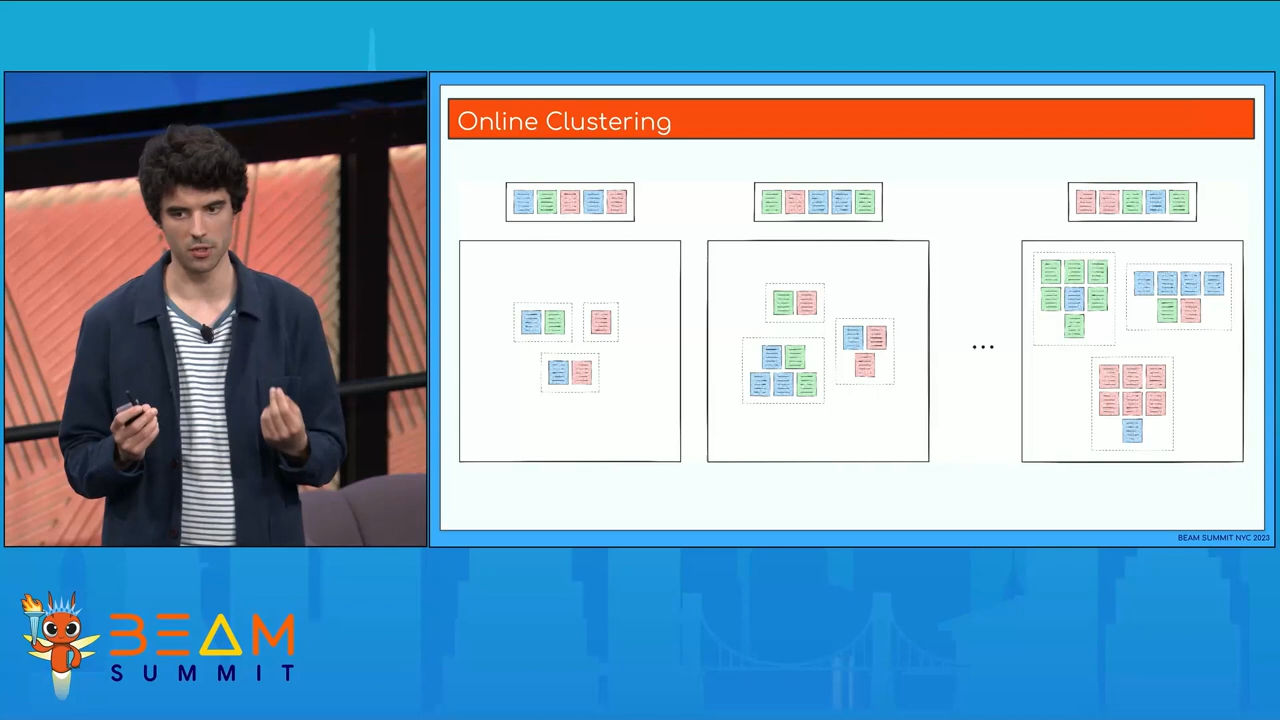 Online Clustering
...
BEAM SUMMIT NYC 2023
BEAM
SUMMIT